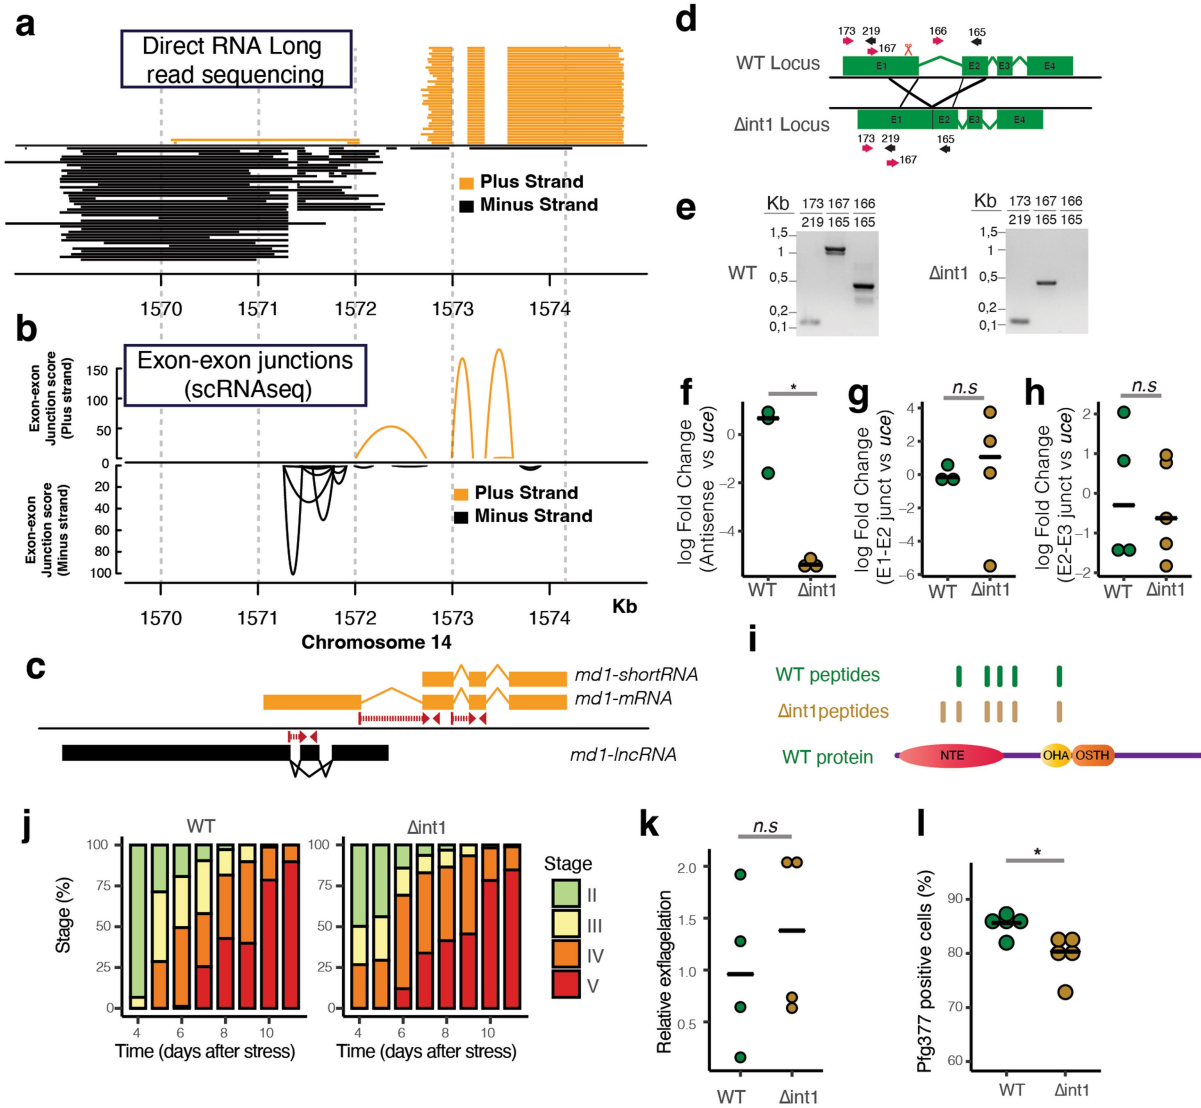 a
Direct RNA Long
read sequencing
Plus Strand
Minus Strand
1570 1571 1572 1573 1574
b
Exon-exon junctions
(scRNAseq)
Exon-exon
Junction score
(Plus strand)
150
100
50
0
Exon-exon
Junction score
(Minus strand)
20
40
60
80
100
Plus Strand
Minus Strand
1570 1571 1572 1573 1574
Kb
Chromosome 14
c
md1-shortRNA
md1-mRNA
md1-lncRNA
d
173 219 166 165
167
WT Locus
E1 E2 E3 E4
Δint1 Locus
E1 E2 E3 E4
173 219 165
167
e
Kb 173 167 166
219 165 165
1,5
1
0,5
0,2
0,1
WT
Kb 173 167 166
219 165 165
1,5
1
0,5
0,2
0,1
Δint1
f
log Fold Change
(Antisense vs uce)
*
0
−2
−4
WT Δint1
g
log Fold Change
(E1-E2 junct vs uce)
n.s
4
2
0
−2
−4
−6
WT Δint1
h
log Fold Change
(E2-E3 junct vs uce)
n.s
2
1
0
−1
−2
WT Δint1
i
WT peptides
Δint1peptides
WT protein
NTE OHA OSTH
j
WT Δint1
Stage (%)
100
75
50
25
0
4 6 8 10
Time (days after stress)
100
75
50
25
0
4 6 8 10
Time (days after stress)
Stage
II
III
IV
V
k
Relative exflagelation
n.s
2.0
1.5
1.0
0.5
WT Δint1
l
Pfg377 positive cells (%)
*
90
80
70
60
WT Δint1